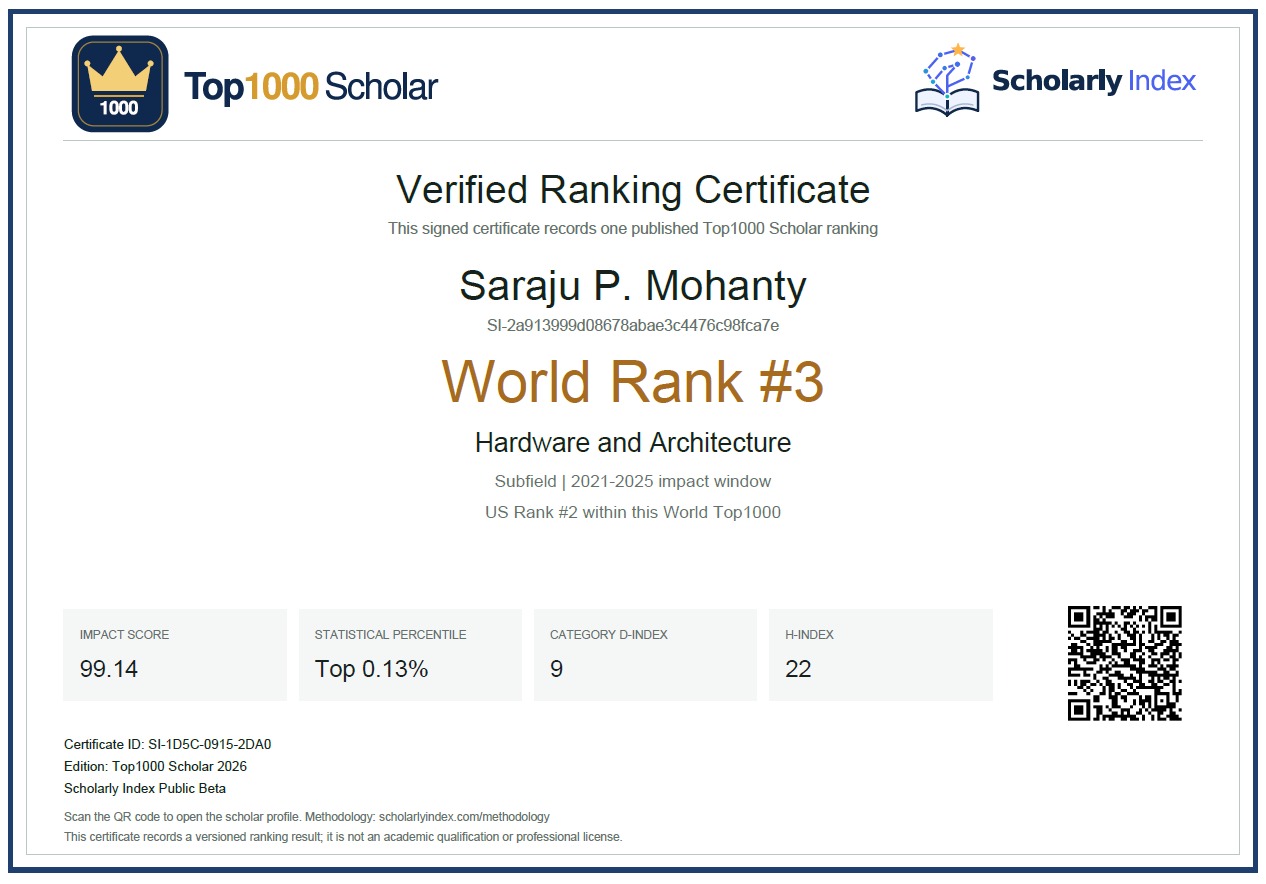 1000
Top1000 Scholar
Scholarly Index
Verified Ranking Certificate
This signed certificate records one published Top1000 Scholar ranking
Saraju P. Mohanty
SI-2a913999d08678abae3c4476c98fca7e
World Rank #3
Hardware and Architecture
Subfield | 2021-2025 impact window
US Rank #2 within this World Top1000
IMPACT SCORE
99.14
STATISTICAL PERCENTILE
Top 0.13%
CATEGORY D-INDEX
9
H-INDEX
22
Certificate ID: SI-1D5C-0915-2DA0
Edition: Top1000 Scholar 2026
Scholarly Index Public Beta
Scan the QR code to open the scholar profile. Methodology: scholarlyindex.com/methodology
This certificate records a versioned ranking result; it is not an academic qualification or professional license.